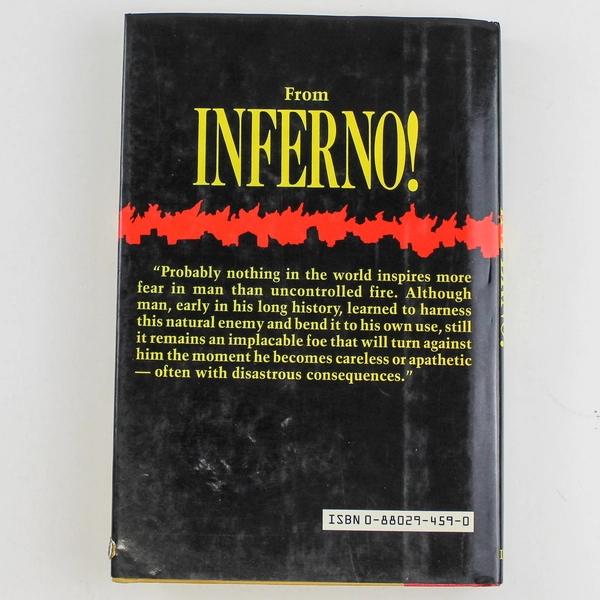 From
INFERNO!
“Probably nothing in the world inspires more
fear in man than uncontrolled fire. Although
man, early in his long history, learned to harness
this natural enemy and bend it to his own use, still
it remains an implacable foe that will turn against
him the moment he becomes careless or apathetic
— often with disastrous consequences.”
ISBN 0-88029-459-0